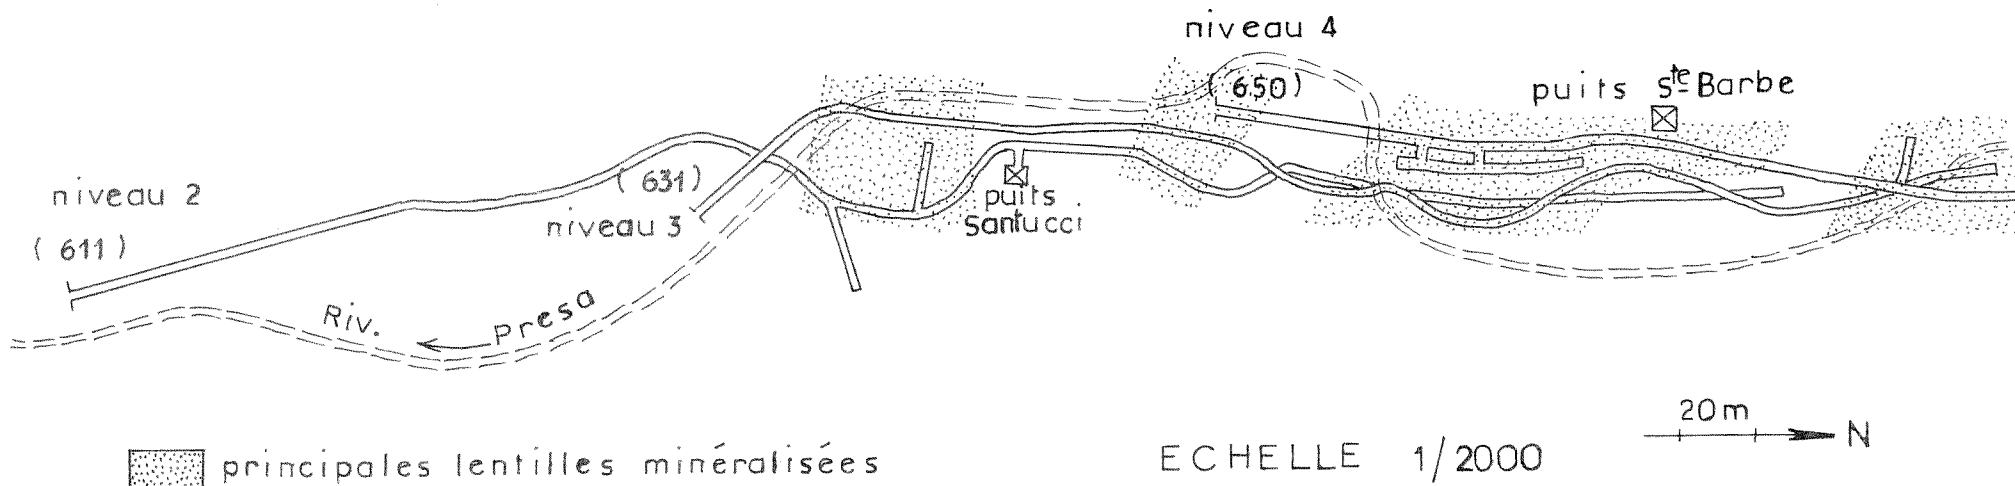 niveau 4
(650)
puits Ste Barbe
niveau 2
(611)
(631)
niveau 3
puits
Santucci
Riv. Presa
20m
N
principales lentilles minéralisées
ECHELLE 1/2000